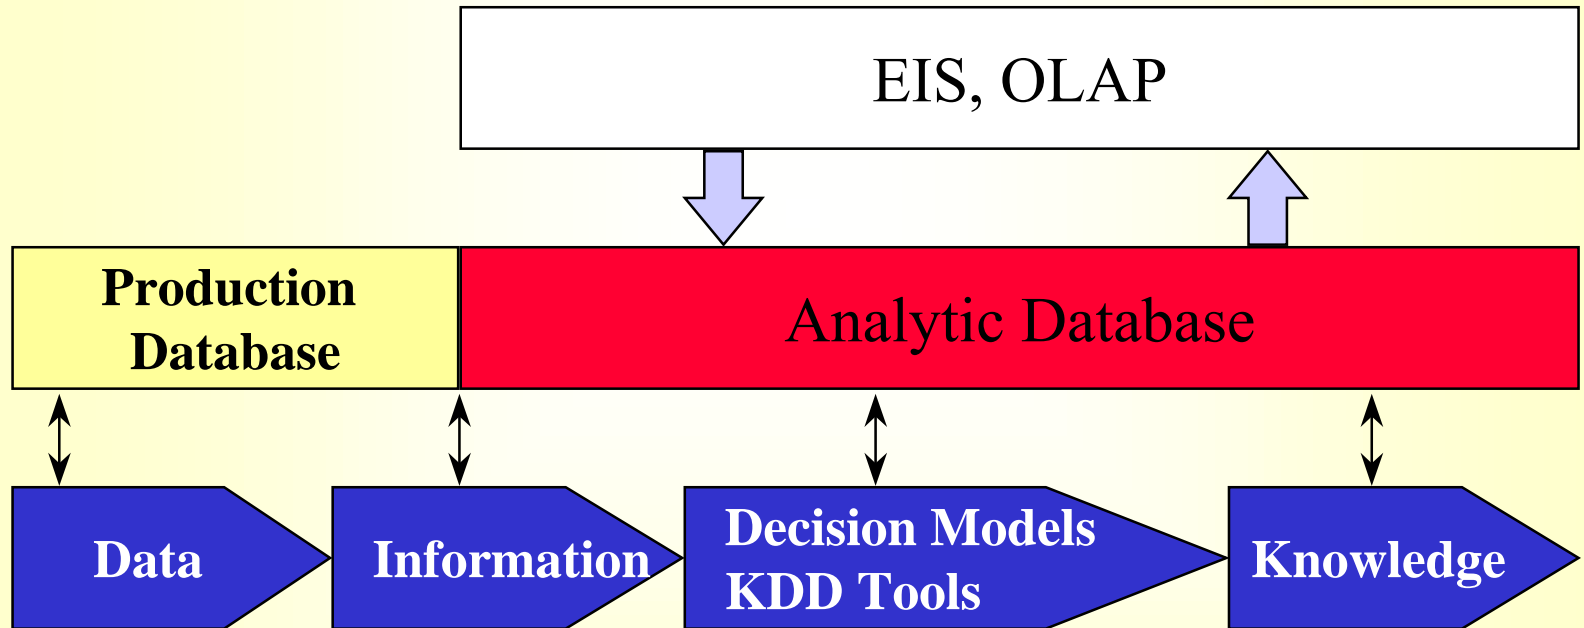 EIS, OLAP
Production
Database
Analytic Database
Data
Information
Decision Models
KDD Tools
Knowledge